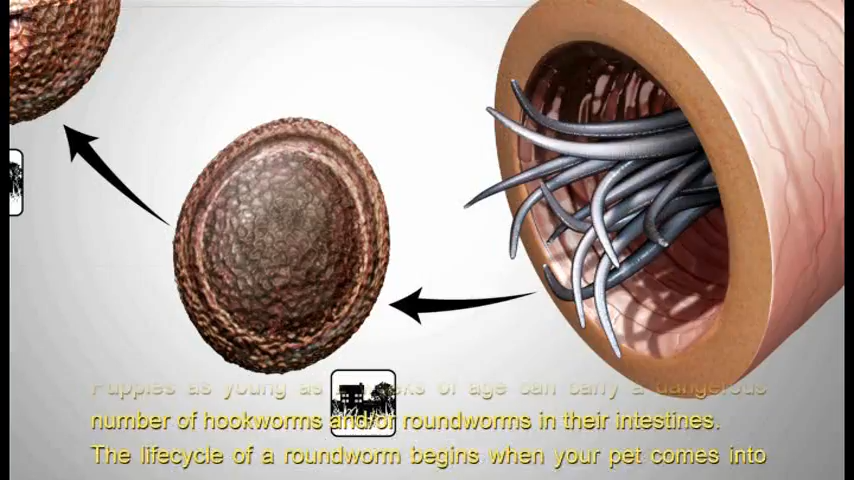 Puppies as young as weeks of age can carry a dangerous
number of hookworms and/or roundworms in their intestines.
The lifecycle of a roundworm begins when your pet comes into